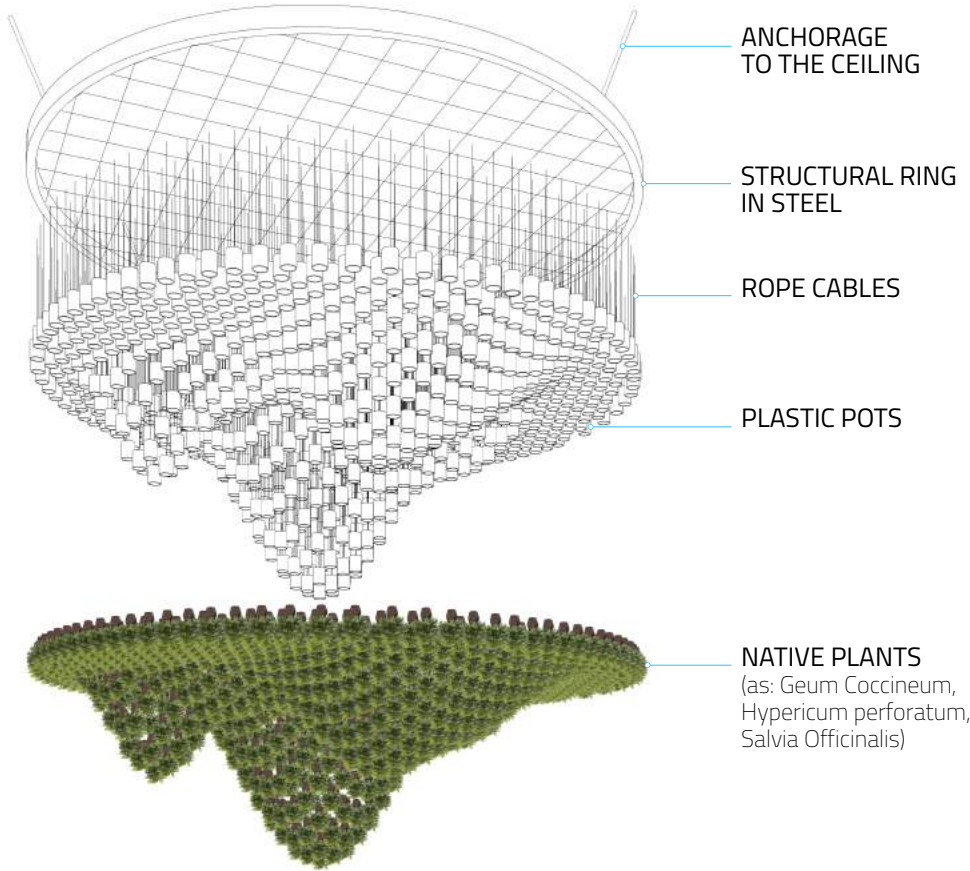 ANCHORAGE
TO THE CEILING
STRUCTURAL RING
IN STEEL
ROPE CABLES
PLASTIC POTS
NATIVE PLANTS
(as: Geum Coccineum,
Hypericum perforatum,
Salvia Officinalis)